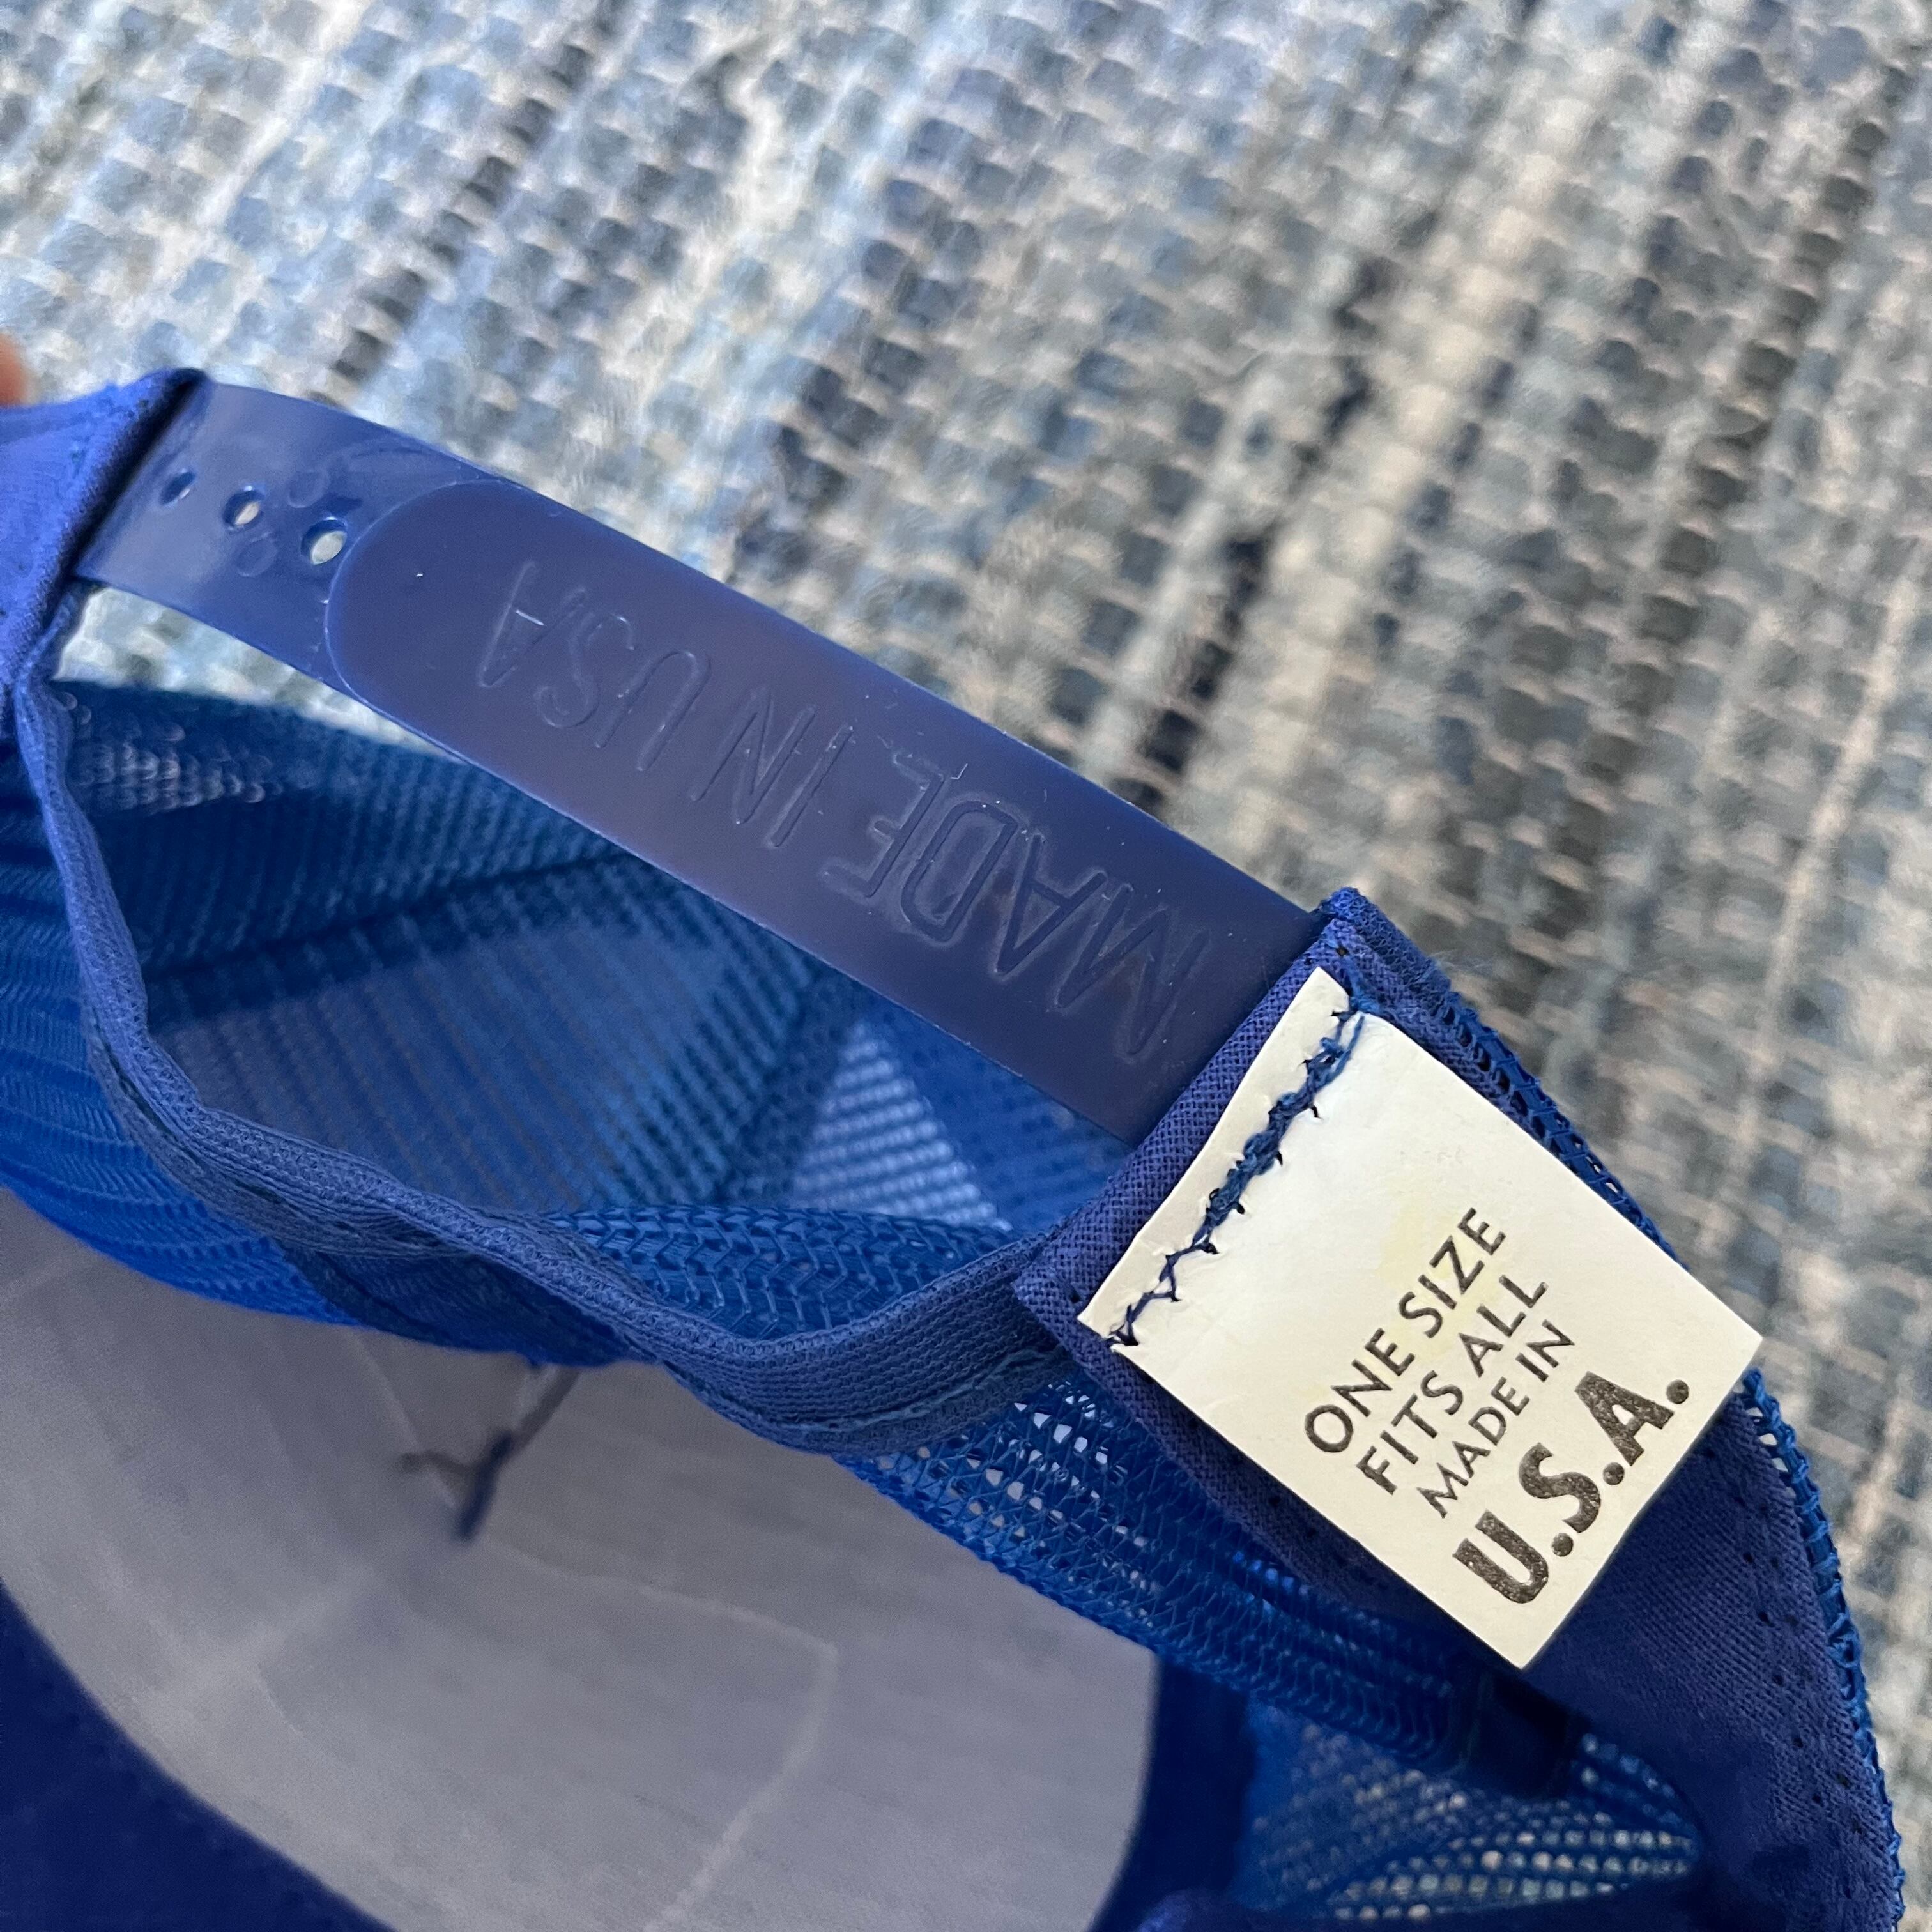 MADE IN USA
ONE SIZE
FITS ALL
MADE IN
U.S.A.